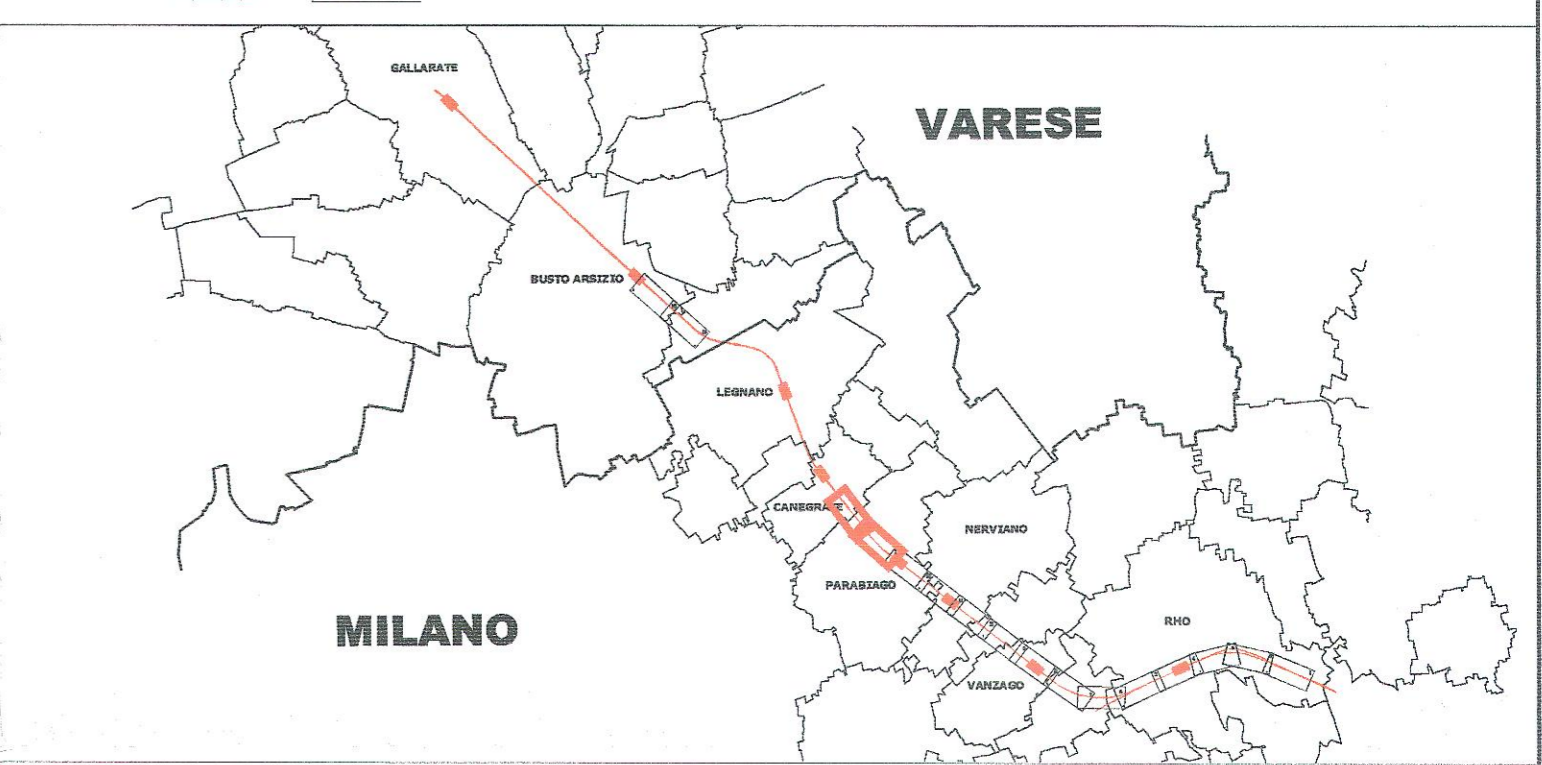 GALLARATE
VARESE
BUSTO ARSIZIO
LEGNANO
CANEGRATE
NERVIANO
PARABIAGO
MILANO
RHO
VANZAGO